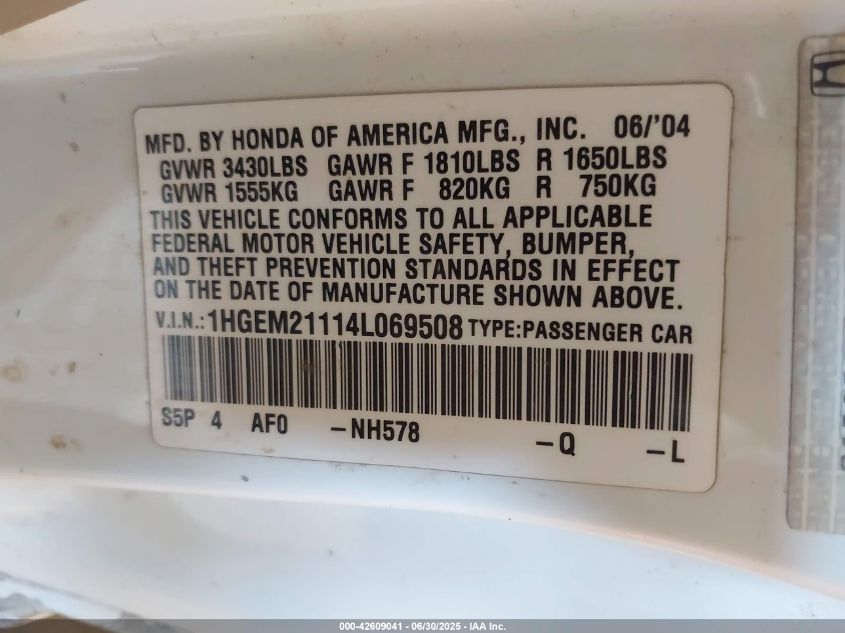 MFD. BY HONDA OF AMERICA MFG., INC. 06/'04
GVWR 3430LBS GAWR F 1810LBS R 1650LBS
GVWR 1555KG GAWR F 820KG R 750KG
THIS VEHICLE CONFORMS TO ALL APPLICABLE
FEDERAL MOTOR VEHICLE SAFETY, BUMPER,
AND THEFT PREVENTION STANDARDS IN EFFECT
ON THE DATE OF MANUFACTURE SHOWN ABOVE.
V.I.N.:1HGEM21114L069508 TYPE:PASSENGER CAR
S5P 4 AF0 -NH578 -Q -L
000-42609041 - 06/30/2025 - IAA Inc.